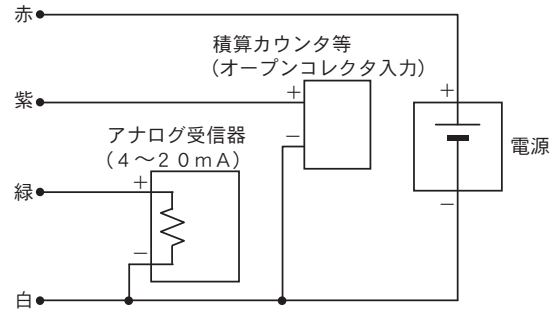 赤
積算カウンタ等
(オープンコレクタ入力)
紫
+
+
−
電源
アナログ受信器
(4～20mA)
+
緑
−
−
白